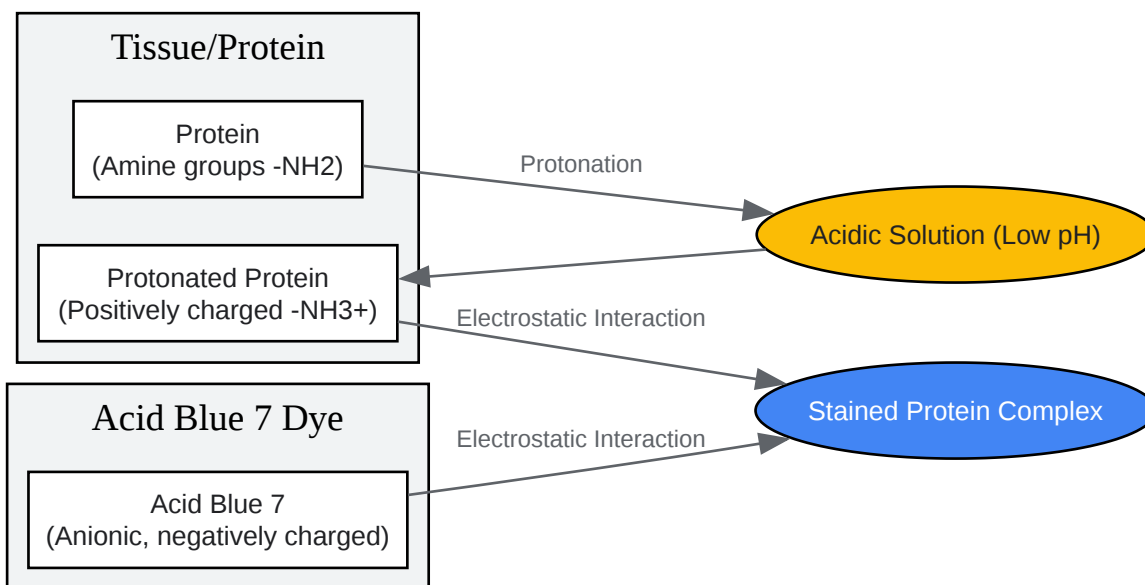 Tissue/Protein
Protein
(Amine groups -NH2)
Protonation
Acidic Solution (Low pH)
Protonated Protein
(Positively charged -NH3+)
Electrostatic Interaction
Stained Protein Complex
Acid Blue 7 Dye
Electrostatic Interaction
Acid Blue 7
(Anionic, negatively charged)